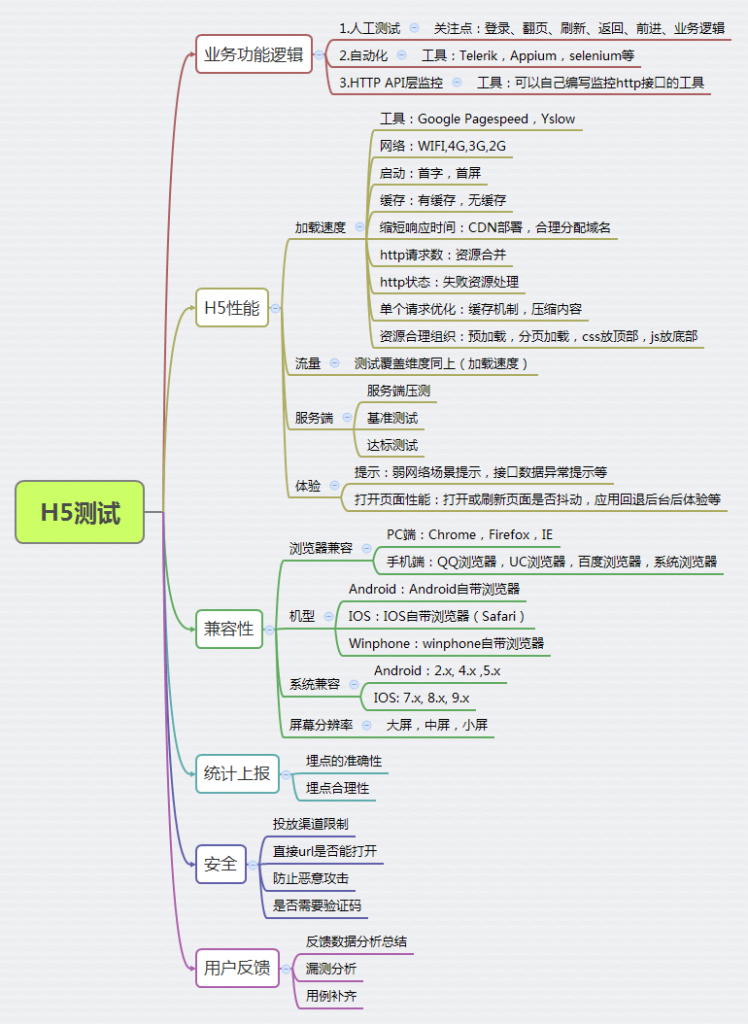 H5测试
业务功能逻辑
1.人工测试 关注点：登录、翻页、刷新、返回、前进、业务逻辑
2.自动化 工具：Telerik，Appium，selenium等
3.HTTP API层监控 工具：可以自己编写监控http接口的工具
H5性能
加载速度
工具：Google Pagespeed，Yslow
网络：WIFI,4G,3G,2G
启动：首字，首屏
缓存：有缓存，无缓存
缩短响应时间：CDN部署，合理分配域名
http请求数：资源合并
http状态：失败资源处理
单个请求优化：缓存机制，压缩内容
资源合理组织：预加载，分页加载，css放顶部，js放底部
流量 测试覆盖维度同上（加载速度）
服务端
服务端压测
基准测试
达标测试
体验
提示：弱网络场景提示，接口数据异常提示等
打开页面性能：打开或刷新页面是否抖动，应用回退后台后体验等
兼容性
浏览器兼容
PC端：Chrome，Firefox，IE
手机端：QQ浏览器，UC浏览器，百度浏览器，系统浏览器
机型
Android：Android自带浏览器
IOS：IOS自带浏览器（Safari）
Winphone：winphone自带浏览器
系统兼容
Android：2.x, 4.x ,5.x
IOS: 7.x, 8.x, 9.x
屏幕分辨率 大屏，中屏，小屏
统计上报
埋点的准确性
埋点合理性
安全
投放渠道限制
直接url是否能打开
防止恶意攻击
是否需要验证码
用户反馈
反馈数据分析总结
漏测分析
用例补齐